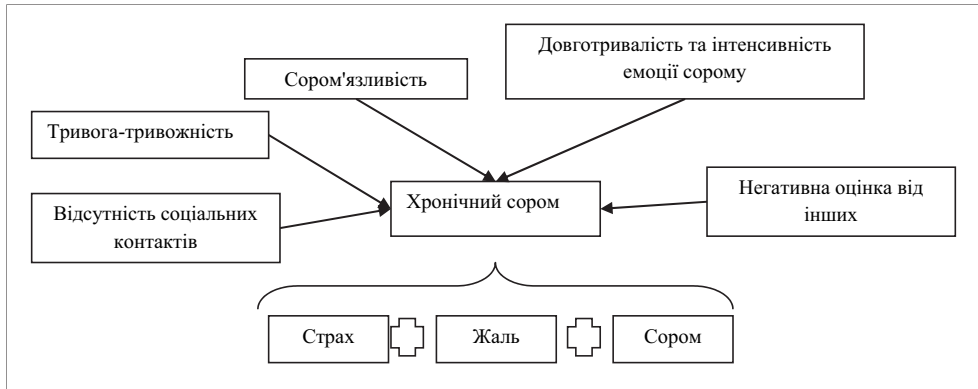 Довготривалість та інтенсивність
емоції сорому
Сором'язливість
Тривога-тривожність
Хронічний сором
Негативна оцінка від
інших
Відсутність соціальних
контактів
Страх
Жаль
Сором